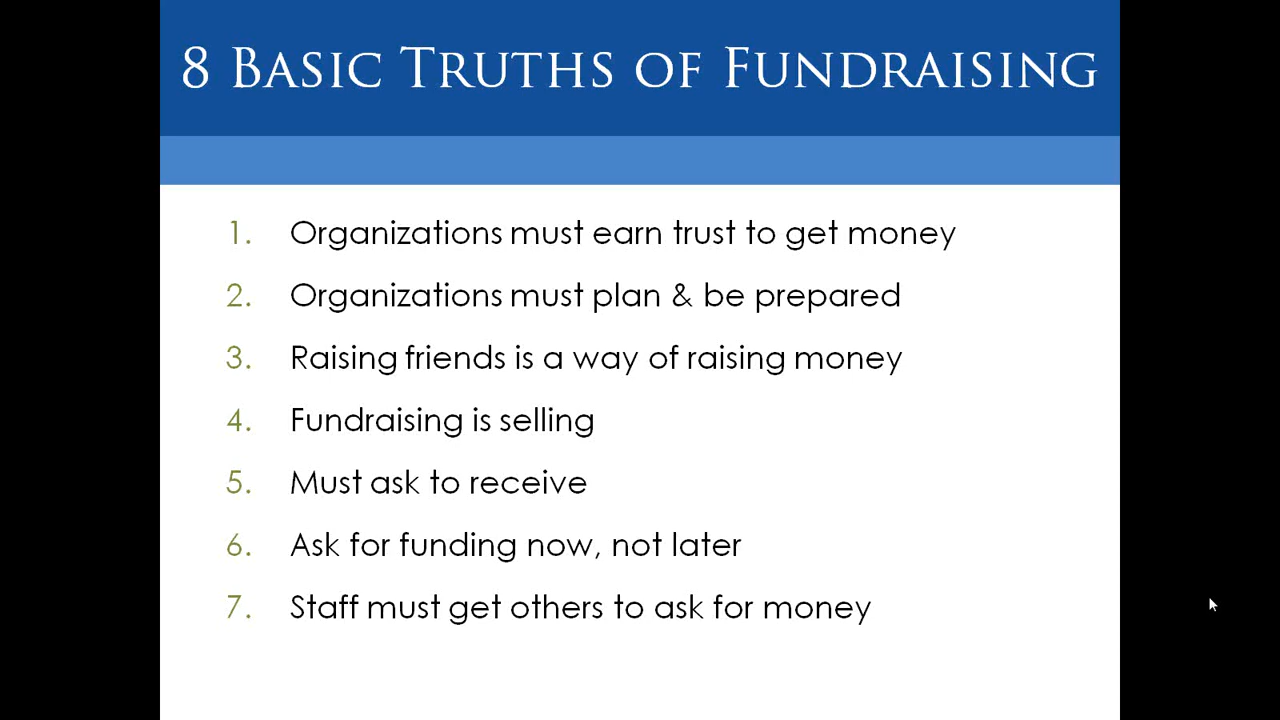 8 Basic Truths of Fundraising
1. Organizations must earn trust to get money
2. Organizations must plan & be prepared
3. Raising friends is a way of raising money
4. Fundraising is selling
5. Must ask to receive
6. Ask for funding now, not later
7. Staff must get others to ask for money